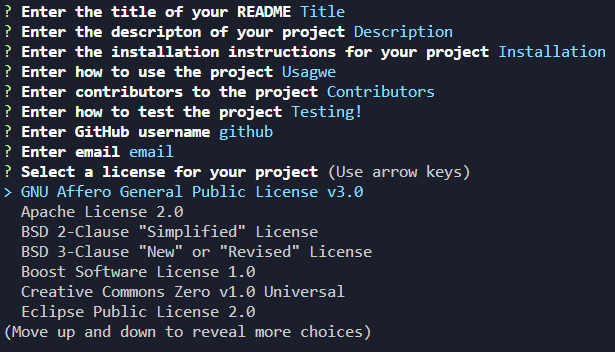 ? Enter the title of your README Title
? Enter the descripton of your project Description
? Enter the installation instructions for your project Installation
? Enter how to use the project Usagwe
? Enter contributors to the project Contributors
? Enter how to test the project Testing!
? Enter GitHub username github
? Enter email email
? Select a license for your project (Use arrow keys)
> GNU Affero General Public License v3.0
Apache License 2.0
BSD 2-Clause "Simplified" License
BSD 3-Clause "New" or "Revised" License
Boost Software License 1.0
Creative Commons Zero v1.0 Universal
Eclipse Public License 2.0
(Move up and down to reveal more choices)